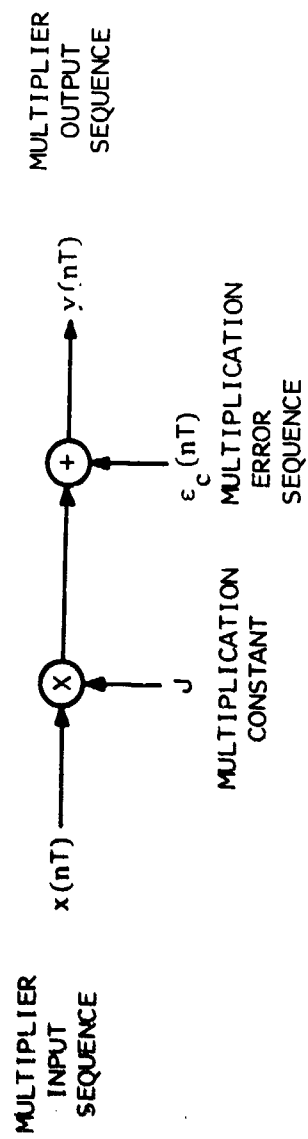 MULTIPLIER
INPUT
SEQUENCE
x(nT)
X
c
MULTIPLICATION
CONSTANT
+
ε_c(nT)
MULTIPLICATION
ERROR
SEQUENCE
y(nT)
MULTIPLIER
OUTPUT
SEQUENCE